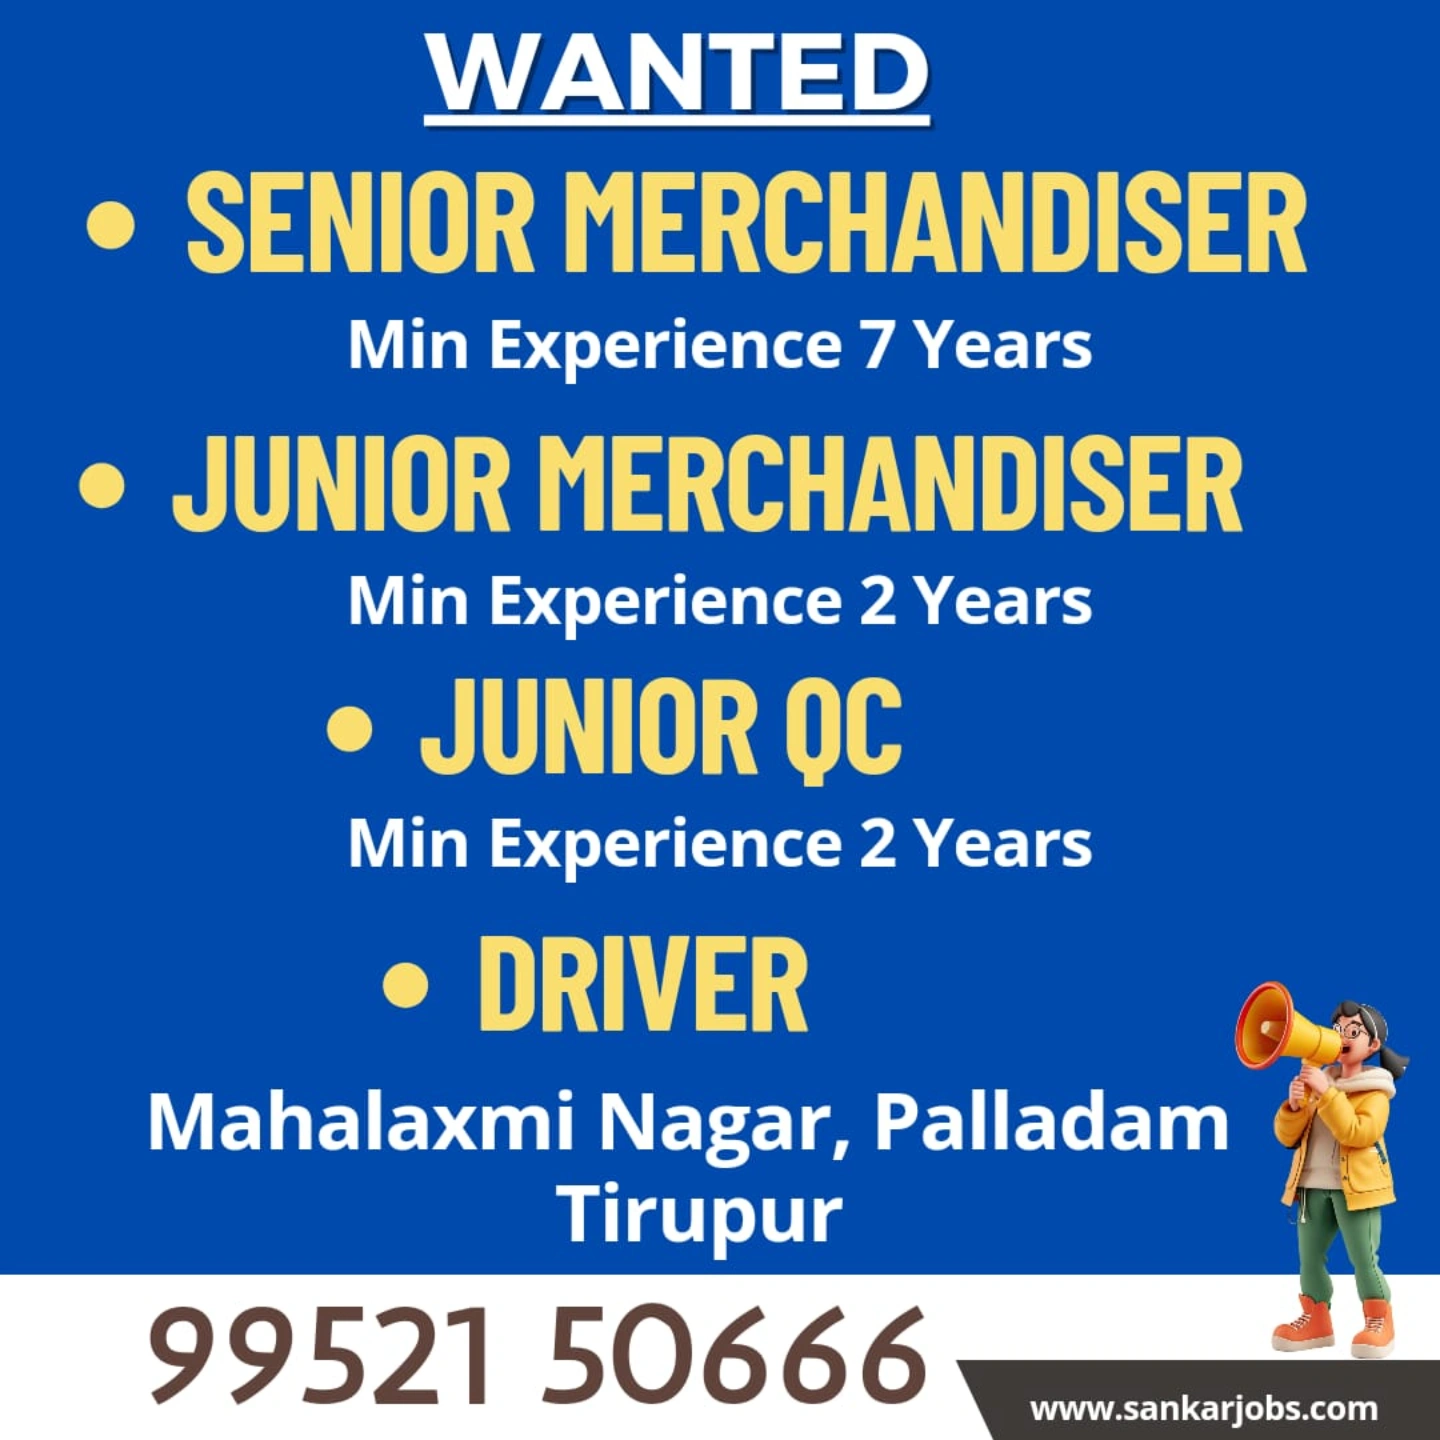 WANTED
• SENIOR MERCHANDISER
Min Experience 7 Years
• JUNIOR MERCHANDISER
Min Experience 2 Years
• JUNIOR QC
Min Experience 2 Years
• DRIVER
Mahalaxmi Nagar, Palladam
Tirupur
99521 50666
www.sankarjobs.com